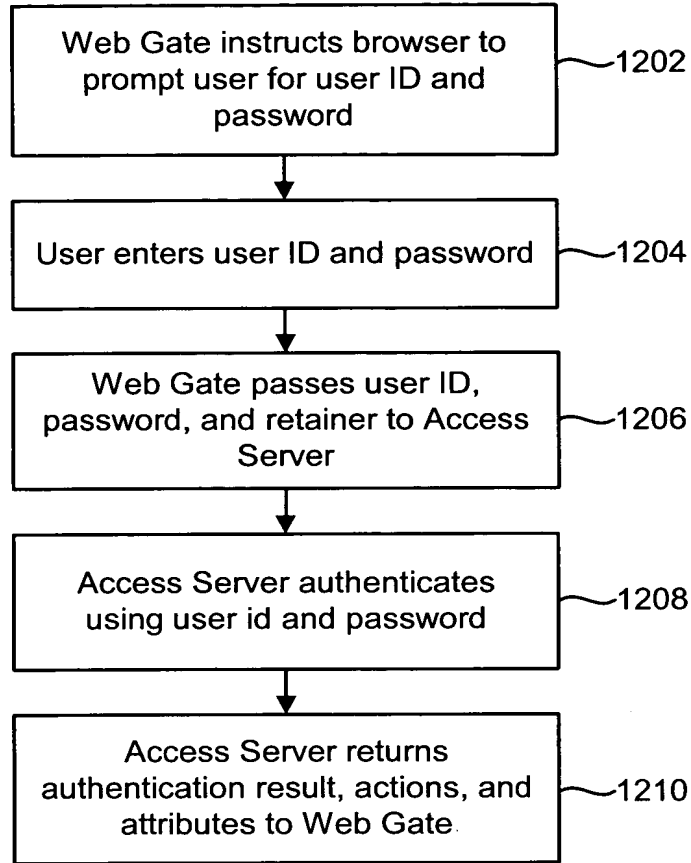 Web Gate instructs browser to
prompt user for user ID and
password
1202
User enters user ID and password
1204
Web Gate passes user ID,
password, and retainer to Access
Server
1206
Access Server authenticates
using user id and password
1208
Access Server returns
authentication result, actions, and
attributes to Web Gate
1210